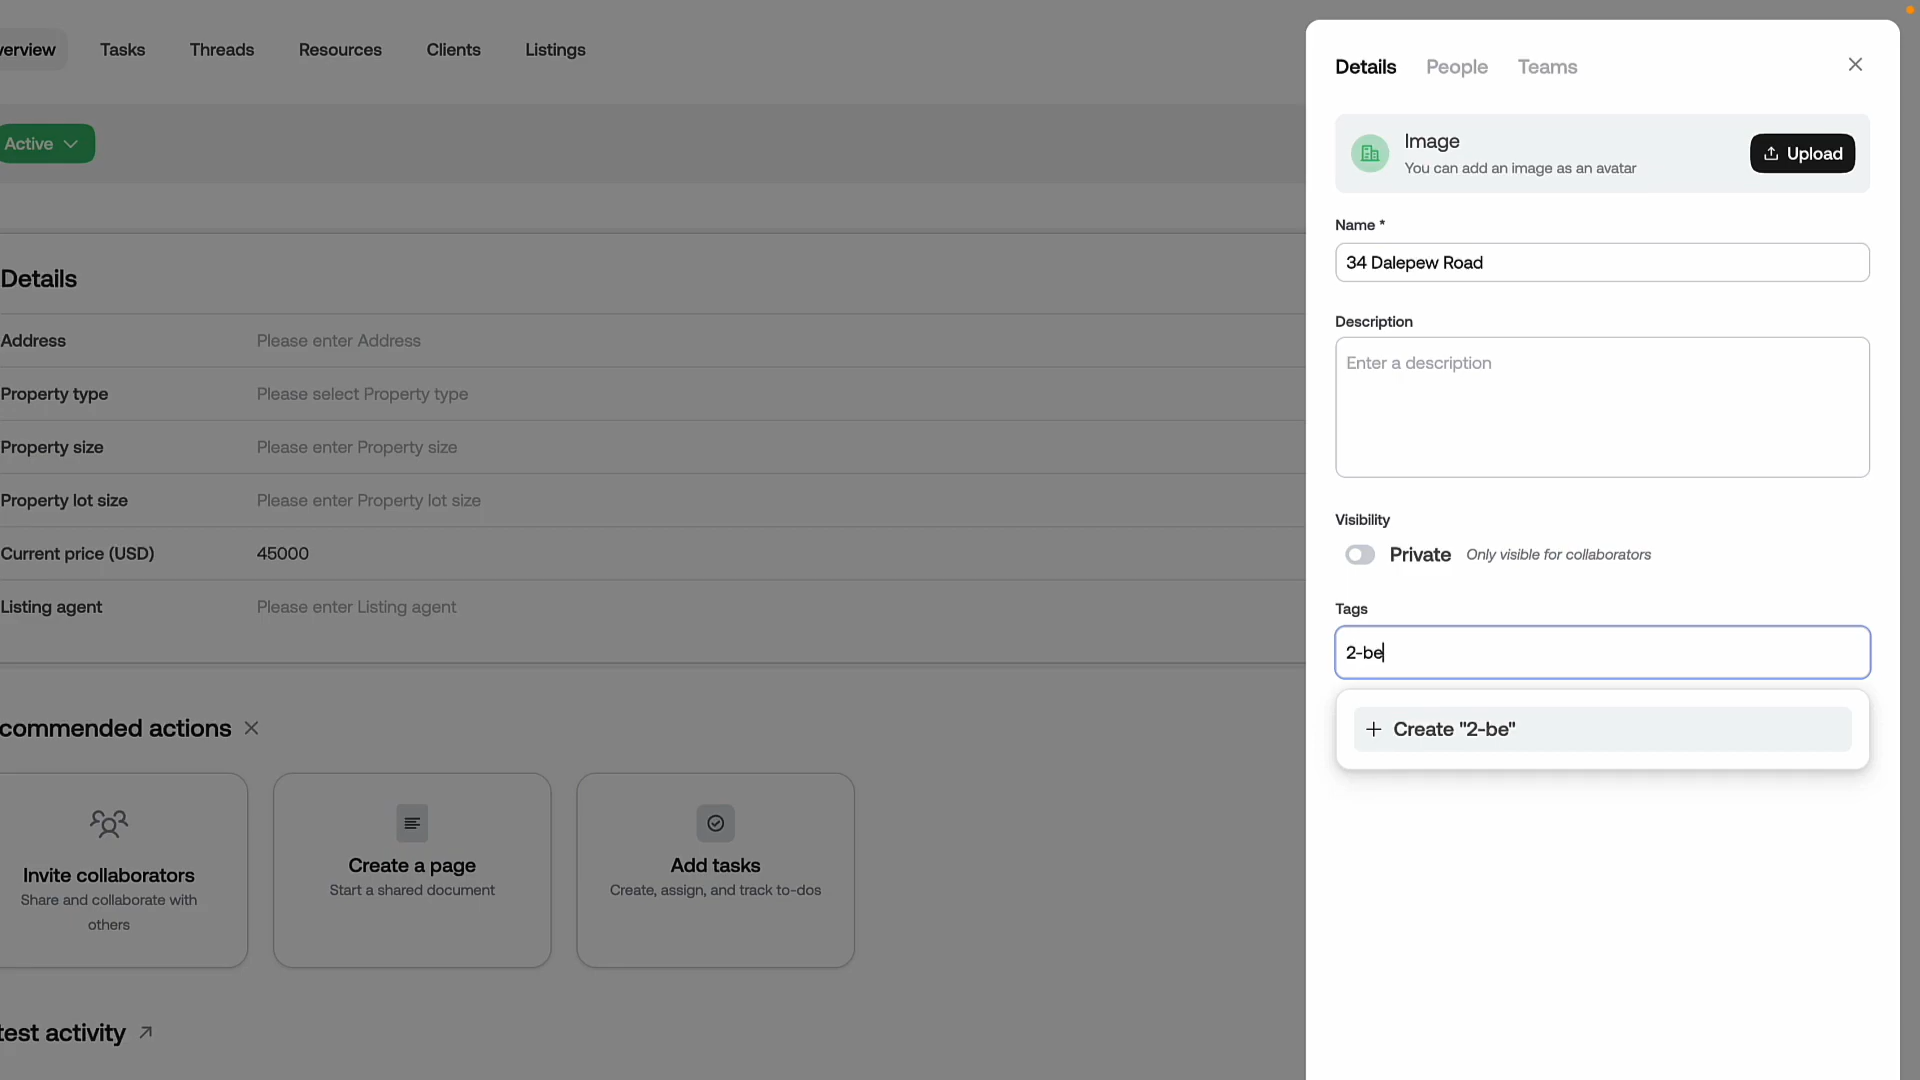 verview
Tasks
Threads
Resources
Clients
Listings
Active
Details
Address
Please enter Address
Property type
Please select Property type
Property size
Please enter Property size
Property lot size
Please enter Property lot size
Current price (USD)
45000
Listing agent
Please enter Listing agent
commended actions
Invite collaborators
Share and collaborate with
others
Create a page
Start a shared document
Add tasks
Create, assign, and track to-dos
test activity
Details
People
Teams
Image
You can add an image as an avatar
Upload
Name *
34 Dalepew Road
Description
Enter a description
Visibility
Private
Only visible for collaborators
Tags
2-be
Create "2-be"